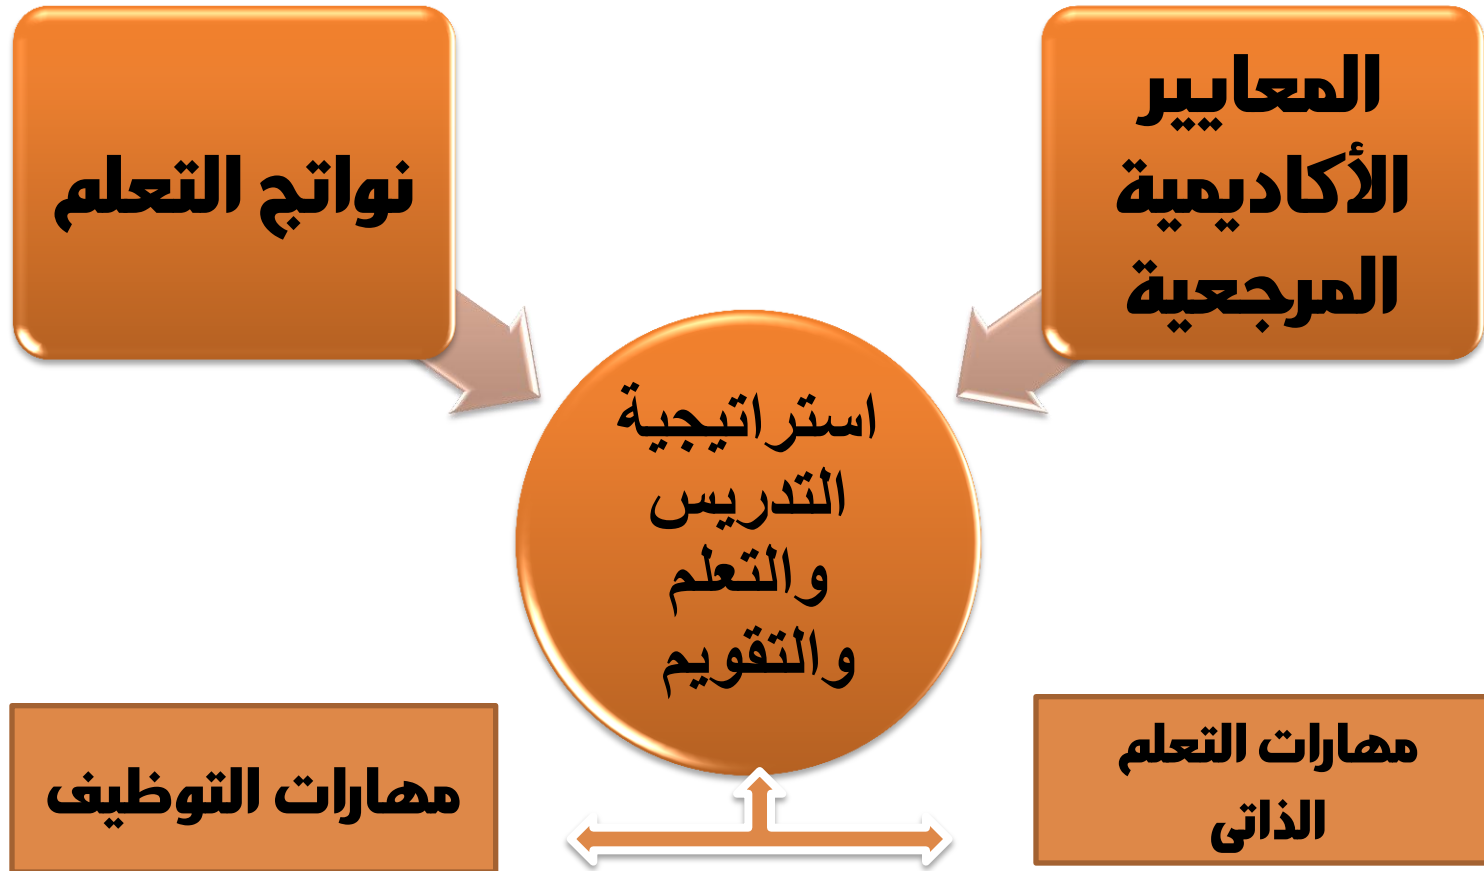 المعايير
الأكاديمية
المرجعية
نواتج التعلم
استراتيجية
التدريس
والتعلم
والتقويم
مهارات التعلم
الذاتى
مهارات التوظيف